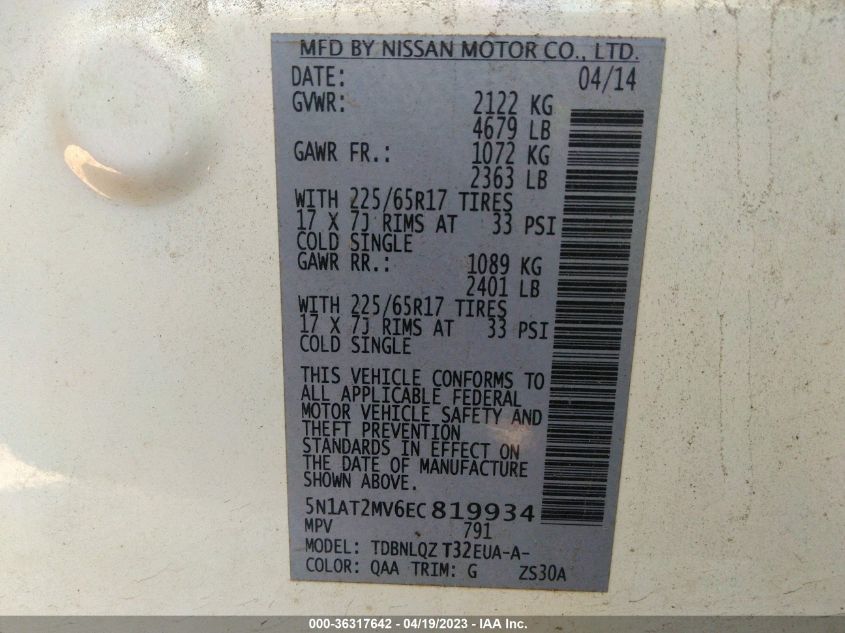 MFD BY NISSAN MOTOR CO., LTD.
DATE: 04/14
GVWR: 2122 KG
4679 LB
GAWR FR.: 1072 KG
2363 LB
WITH 225/65R17 TIRES
17 X 7J RIMS AT 33 PSI
COLD SINGLE
GAWR RR.: 1089 KG
2401 LB
WITH 225/65R17 TIRES
17 X 7J RIMS AT 33 PSI
COLD SINGLE
THIS VEHICLE CONFORMS TO
ALL APPLICABLE FEDERAL
MOTOR VEHICLE SAFETY AND
THEFT PREVENTION
STANDARDS IN EFFECT ON
THE DATE OF MANUFACTURE
SHOWN ABOVE.
5N1AT2MV6EC819934
MPV 791
MODEL: TDBNLQZ T32EUA-A-
COLOR: QAA TRIM: G ZS30A
000-36317642 - 04/19/2023 - IAA Inc.